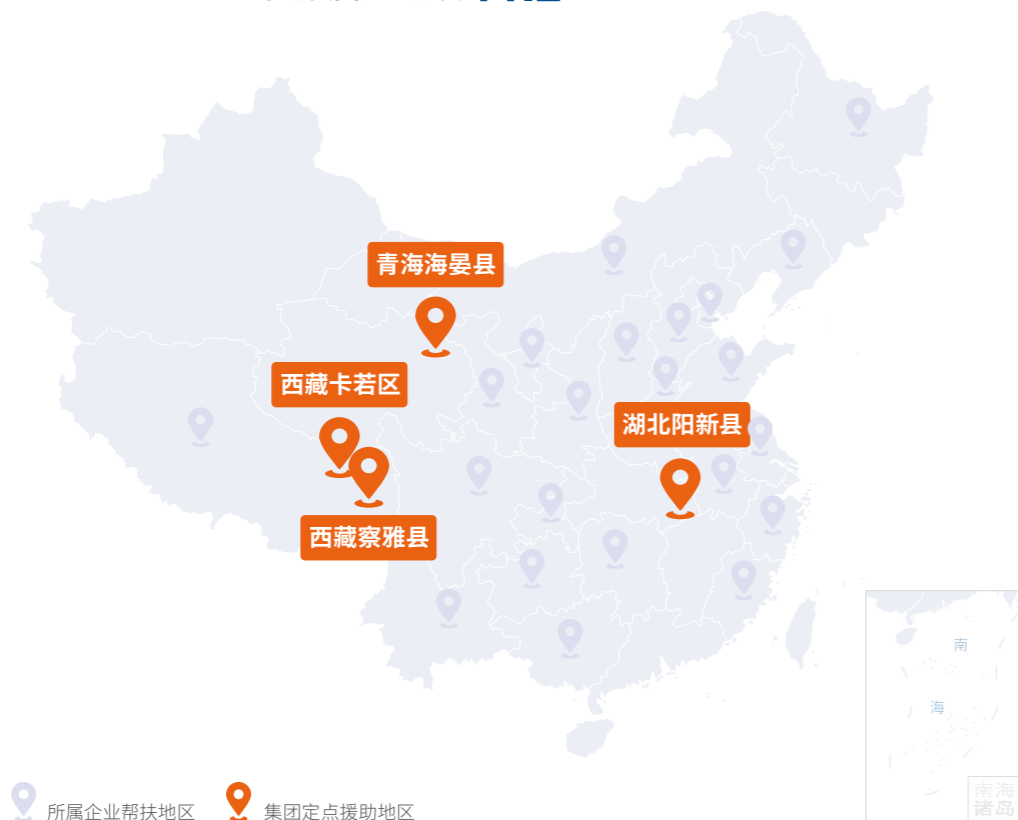 青海海晏县
西藏卡若区
湖北阳新县
西藏察雅县
南
海
南海
诸岛
所属企业帮扶地区
集团定点援助地区